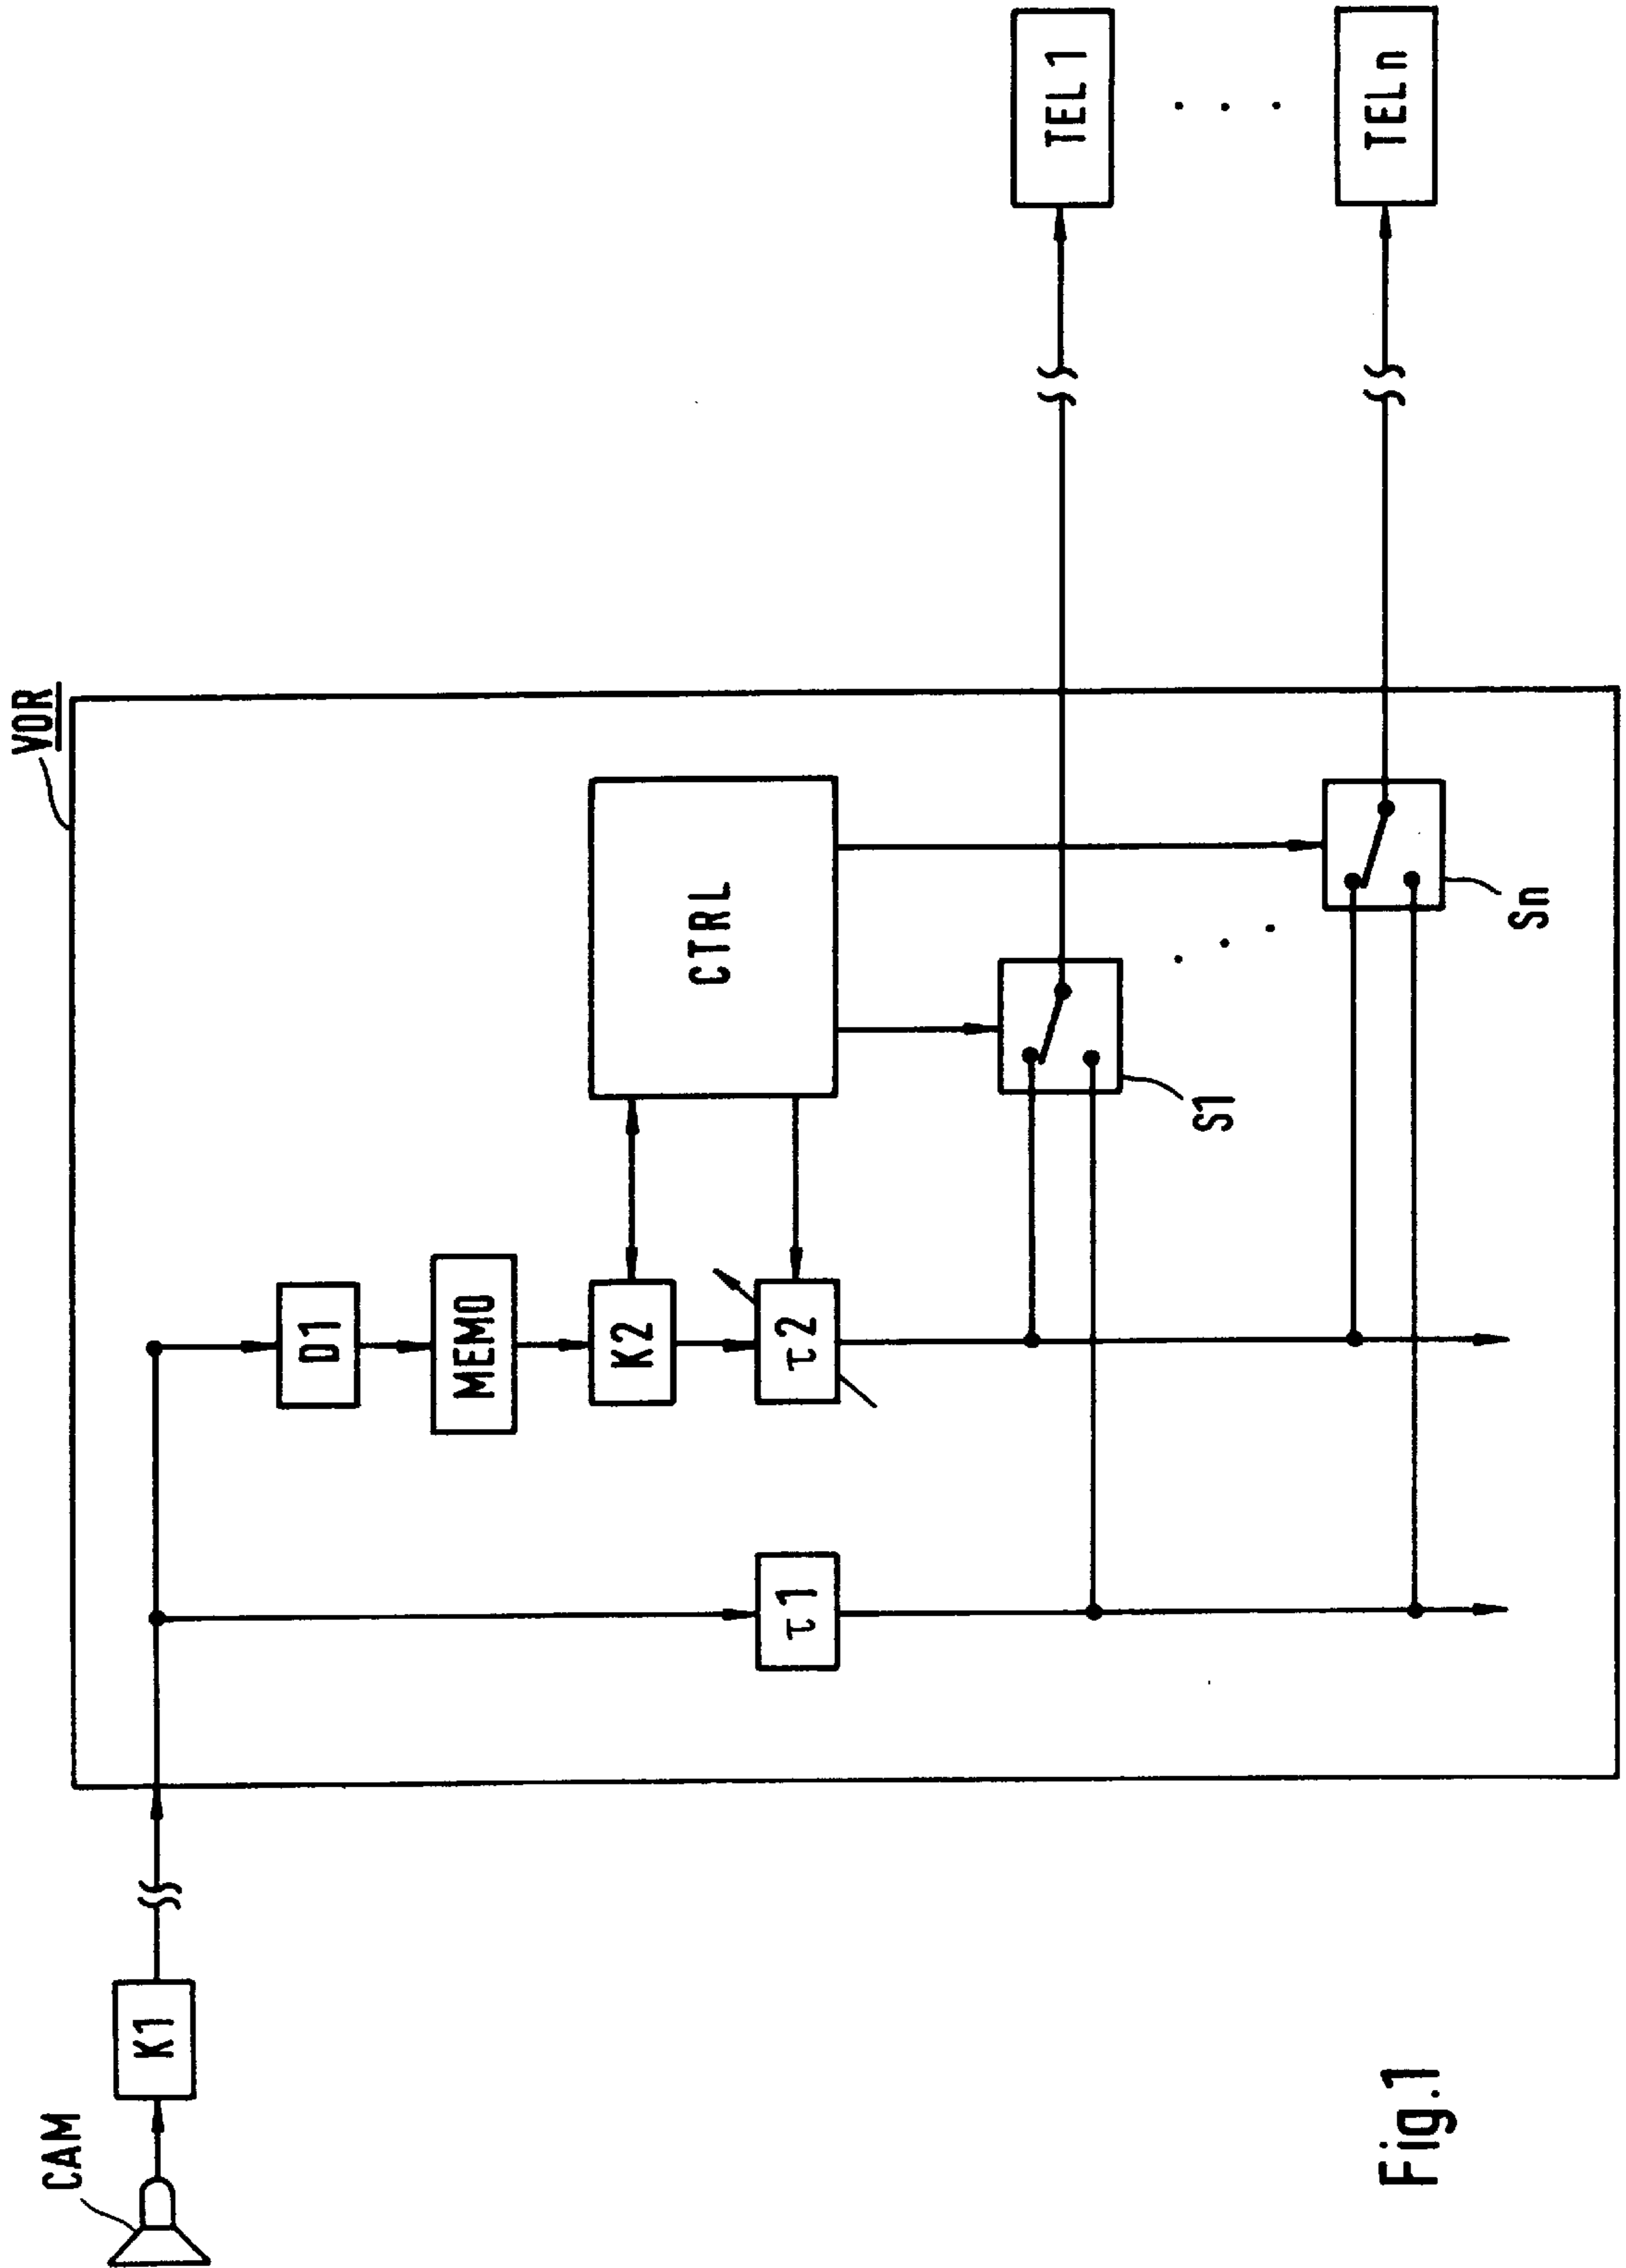 VOR
CAM
K1
D1
MEMO
K2
τ2
τ1
CTRL
S1
Sn
TEL 1
TEL n
Fig.1